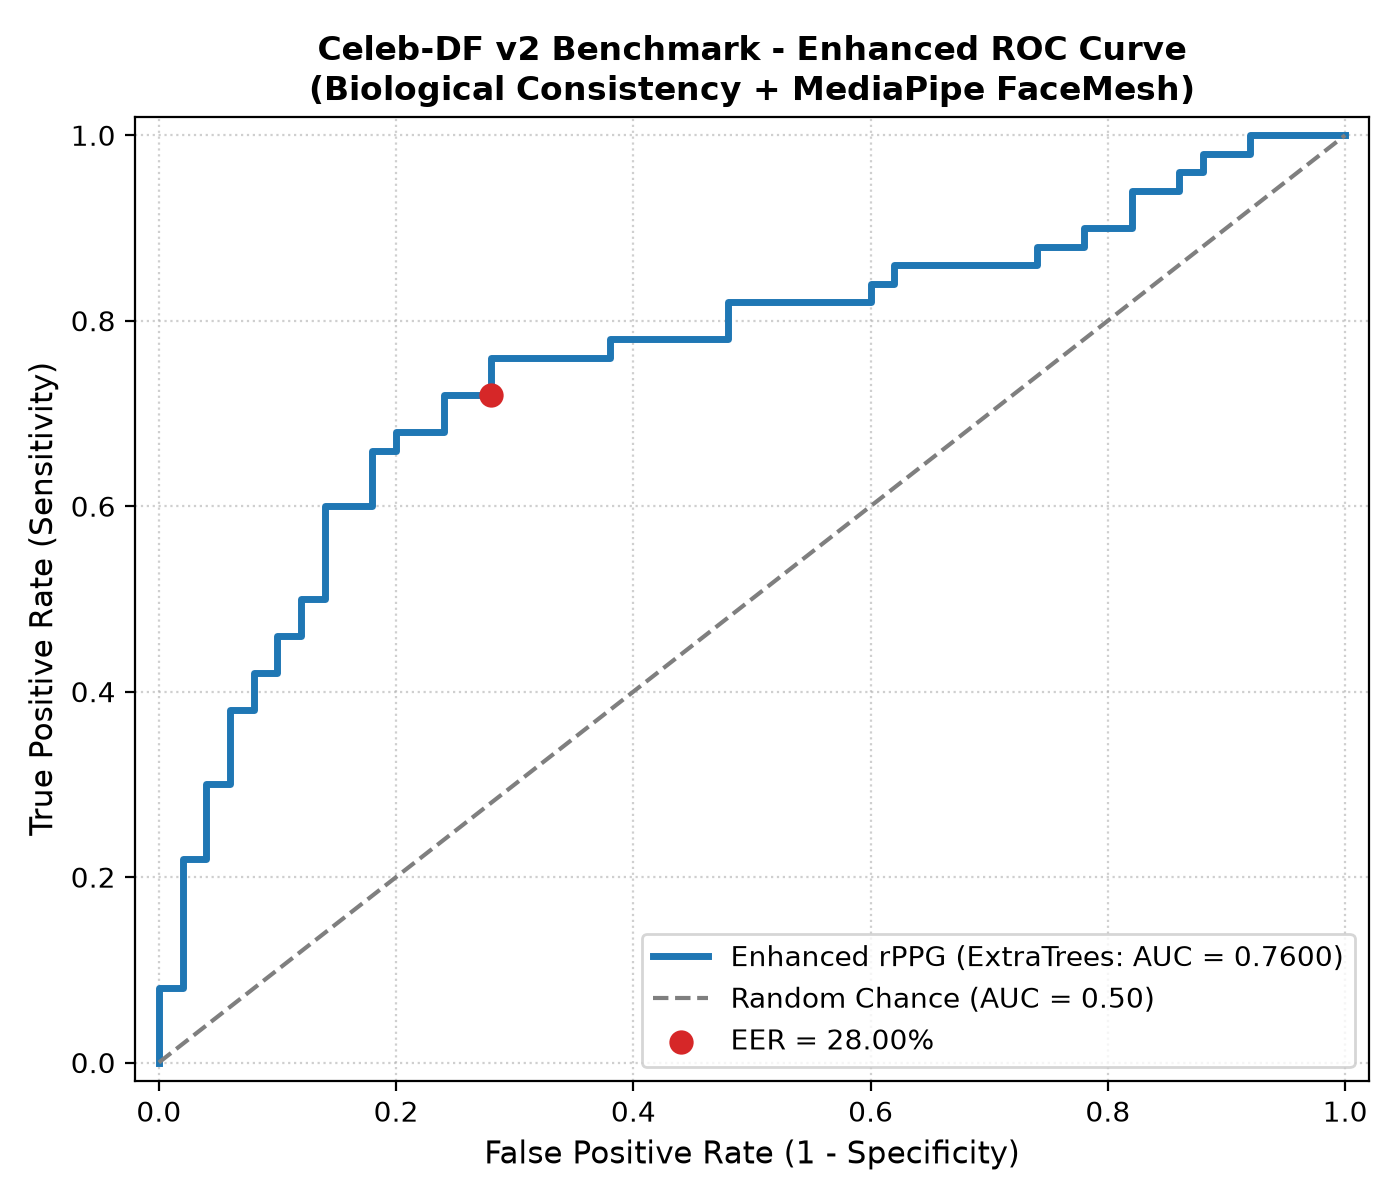 Celeb-DF v2 Benchmark - Enhanced ROC Curve
(Biological Consistency + MediaPipe FaceMesh)
True Positive Rate (Sensitivity)
1.0
0.8
0.6
0.4
0.2
0.0
Enhanced rPPG (ExtraTrees: AUC = 0.7600)
Random Chance (AUC = 0.50)
EER = 28.00%
0.0 0.2 0.4 0.6 0.8 1.0
False Positive Rate (1 - Specificity)